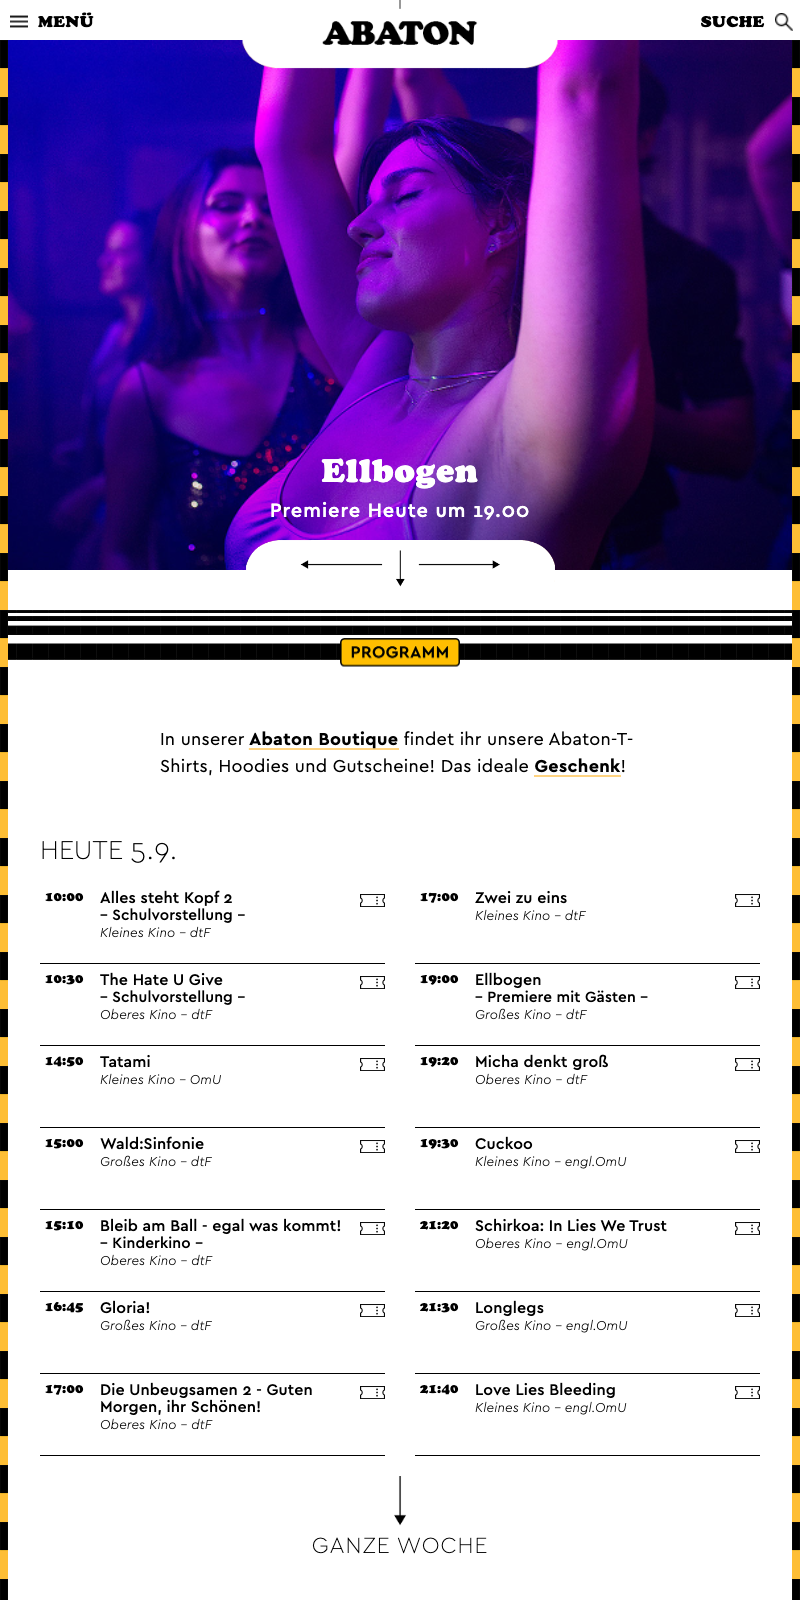 MENÜ
ABATON
SUCHE
Ellbogen
Premiere Heute um 19.00
PROGRAMM
In unserer Abaton Boutique findet ihr unsere Abaton-T-
Shirts, Hoodies und Gutscheine! Das ideale Geschenk!
HEUTE 5.9.
10:00 Alles steht Kopf 2
– Schulvorstellung –
Kleines Kino – dtF
10:30 The Hate U Give
– Schulvorstellung –
Oberes Kino – dtF
14:50 Tatami
Kleines Kino – OmU
15:00 Wald:Sinfonie
Großes Kino – dtF
15:10 Bleib am Ball - egal was kommt!
– Kinderkino –
Oberes Kino – dtF
16:45 Gloria!
Großes Kino – dtF
17:00 Die Unbeugsamen 2 - Guten
Morgen, ihr Schönen!
Oberes Kino – dtF
17:00 Zwei zu eins
Kleines Kino – dtF
19:00 Ellbogen
– Premiere mit Gästen –
Großes Kino – dtF
19:20 Micha denkt groß
Oberes Kino – dtF
19:30 Cuckoo
Kleines Kino – engl.OmU
21:20 Schirkoa: In Lies We Trust
Oberes Kino – engl.OmU
21:30 Longlegs
Großes Kino – engl.OmU
21:40 Love Lies Bleeding
Kleines Kino – engl.OmU
GANZE WOCHE